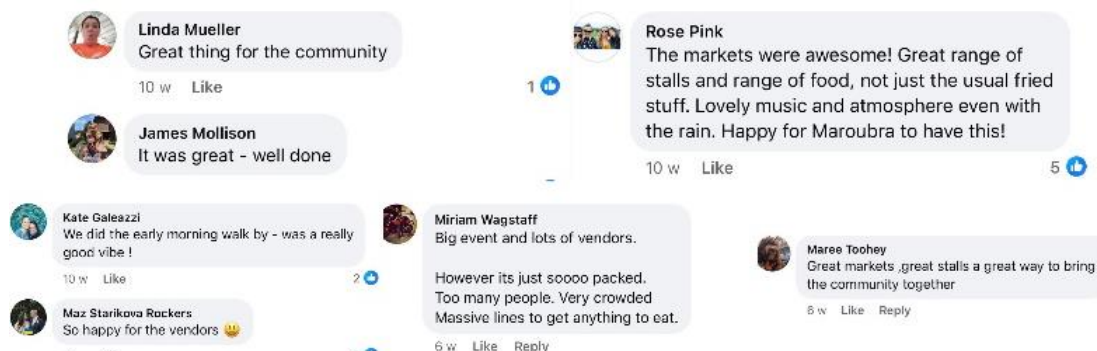 Linda Mueller
Great thing for the community
10 w Like
1
James Mollison
It was great - well done
Rose Pink
The markets were awesome! Great range of
stalls and range of food, not just the usual fried
stuff. Lovely music and atmosphere even with
the rain. Happy for Maroubra to have this!
10 w Like
5
Kate Galeazzi
We did the early morning walk by - was a really
good vibe !
10 w Like
2
Maz Starikova Rockers
So happy for the vendors 😃
Miriam Wagstaff
Big event and lots of vendors.
However its just soooo packed.
Too many people. Very crowded
Massive lines to get anything to eat.
6 w Like Reply
Maree Toohey
Great markets ,great stalls a great way to bring
the community together
6 w Like Reply